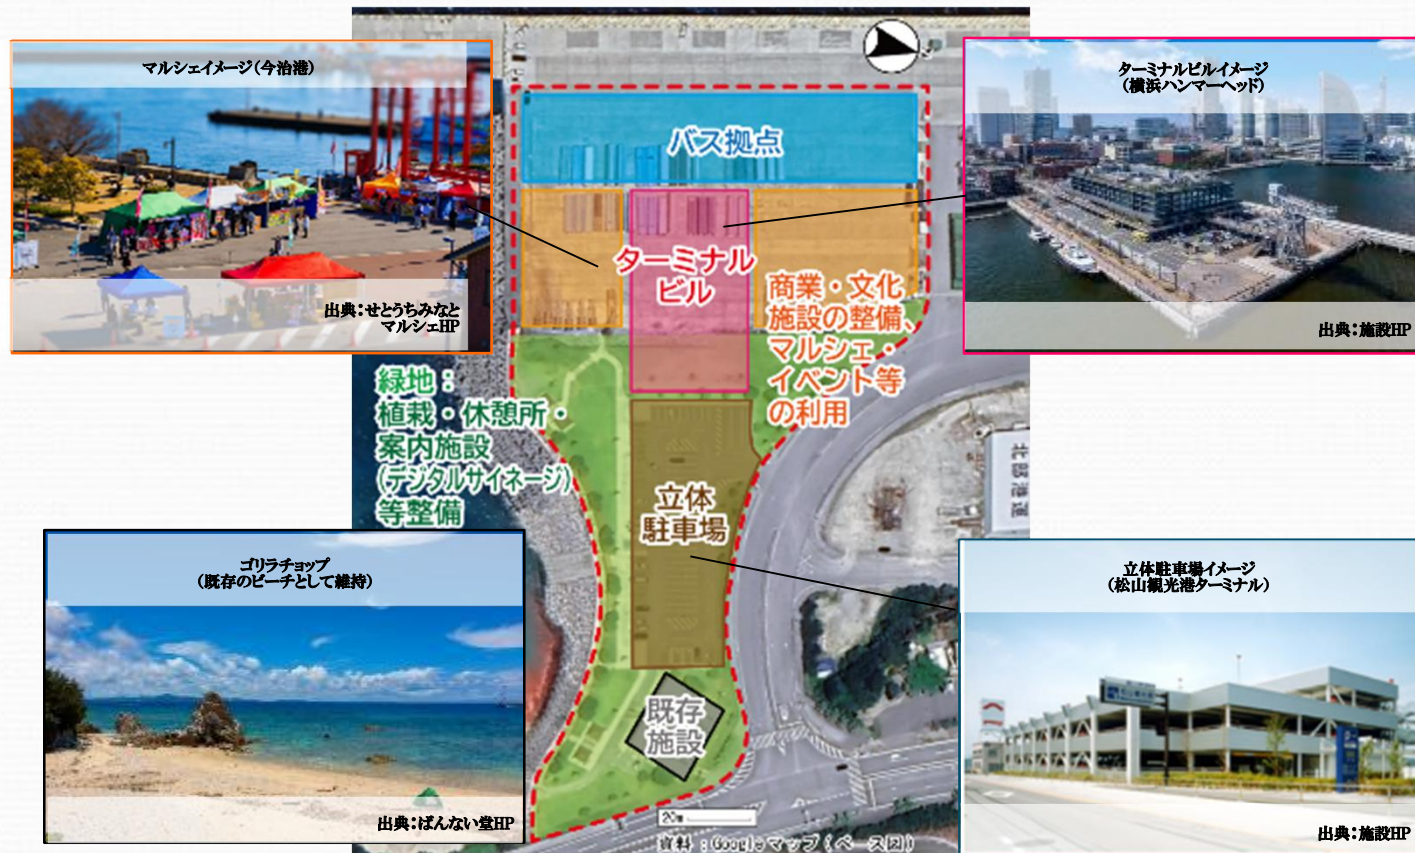 マルシェイメージ(今治港)
出典:せとうちみなと
マルシェHP
ターミナルビルイメージ
(横浜ハンマーヘッド)
出典:施設HP
バス拠点
ターミナル
ビル
商業・文化
施設の整備、
マルシェ・
イベント等
の利用
緑地:
植栽・休憩所・
案内施設
(デジタルサイネージ)
等整備
立体
駐車場
北部港運
ゴリラチョップ
(既存のビーチとして維持)
出典:ばんない堂HP
立体駐車場イメージ
(松山観光港ターミナル)
出典:施設HP
既存
施設
20m
資料:Googleマップ(ベース図)